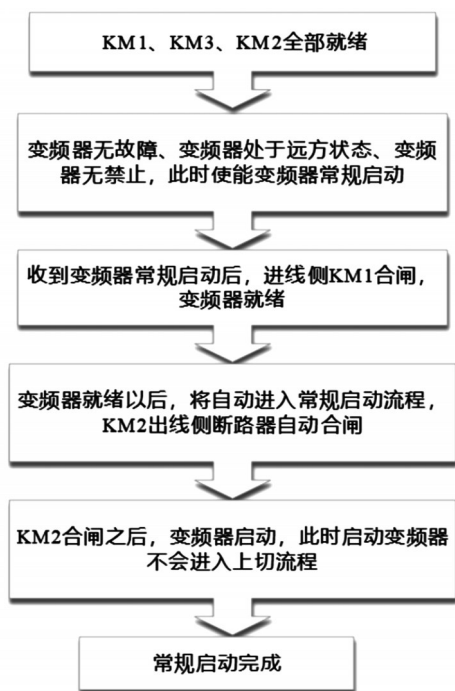 KM1、KM3、KM2全部就绪
变频器无故障、变频器处于远方状态、变频
器无禁止，此时使能变频器常规启动
收到变频器常规启动后，进线侧KM1合闸，
变频器就绪
变频器就绪以后，将自动进入常规启动流程，
KM2出线侧断路器自动合闸
KM2合闸之后，变频器启动，此时启动变频器
不会进入上切流程
常规启动完成